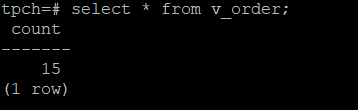 tpch=# select * from v_order;
count
-------
15
(1 row)